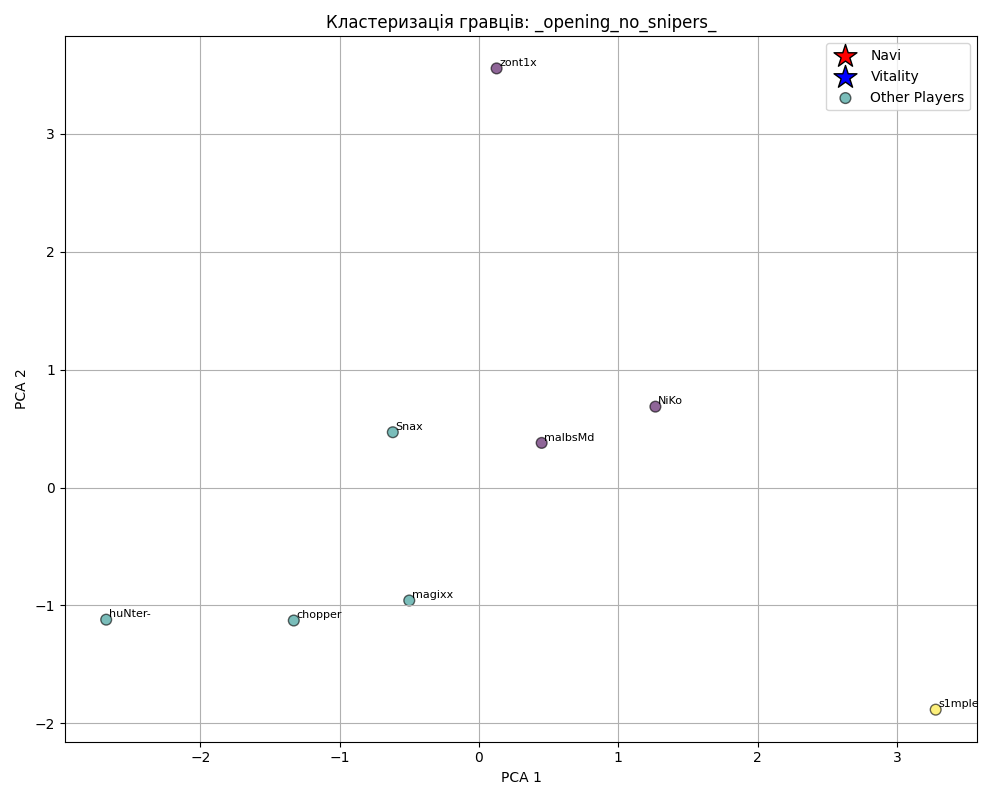 Кластеризація гравців: _opening_no_snipers_
Navi
Vitality
Other Players
zont1x
NiKo
Snax
malbsMd
magixx
huNter-
chopper
s1mple
3
2
1
0
−1
−2
PCA 2
−2
−1
0
1
2
3
PCA 1